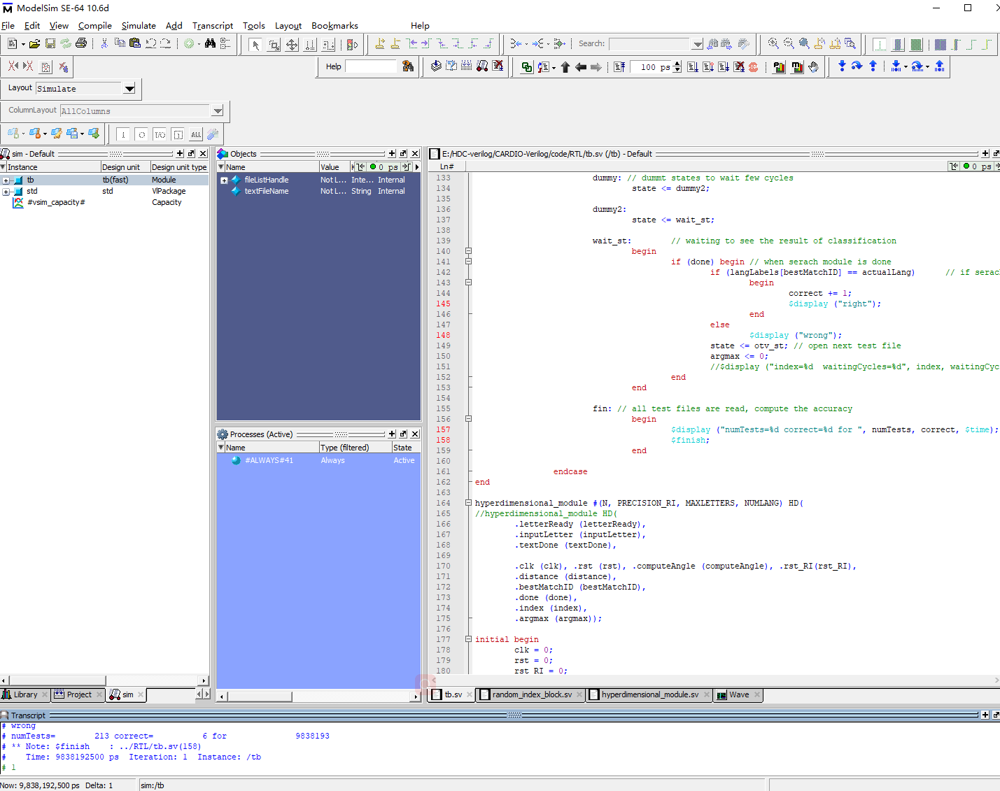 ModelSim SE-64 10.6d
File Edit View Compile Simulate Add Transcript Tools Layout Bookmarks Help
Search:
Help
100 ps
Layout Simulate
ColumnLayout AllColumns
sim - Default
Instance Design unit Design unit type
tb tb(fast) Module
std std VlPackage
#vsim_capacity# Capacity
Library Project sim
Objects
Name Value 0 ps
fileListHandle Not L... Inte... Internal
textFileName Not L... String Internal
Processes (Active)
Name Type (filtered) State
#ALWAYS#41 Always Active
E:/HDC-verilog/CARDIO-Verilog/code/RTL/tb.sv (/tb) - Default
Ln# 0 ps
133 dummy: // dummt states to wait few cycles
134 state <= dummy2;
135
136 dummy2:
137 state <= wait_st;
138
139 wait_st: // waiting to see the result of classification
140 begin
141 if (done) begin // when serach module is done
142 if (langLabels[bestMatchID] == actualLang) // if serac
143 begin
144 correct += 1;
145 $display ("right");
146 end
147 else
148 $display ("wrong");
149 state <= otv_st; // open next test file
150 argmax <= 0;
151 //$display ("index=%d waitingCycles=%d", index, waitingCyc
152 end
153 end
154
155 fin: // all test files are read, compute the accuracy
156 begin
157 $display ("numTests=%d correct=%d for ", numTests, correct, $time);
158 $finish;
159 end
160
161 endcase
162 end
163
164 hyperdimensional_module #(N, PRECISION_RI, MAXLETTERS, NUMLANG) HD(
165 //hyperdimensional_module HD(
166 .letterReady (letterReady),
167 .inputLetter (inputLetter),
168 .textDone (textDone),
169
170 .clk (clk), .rst (rst), .computeAngle (computeAngle), .rst_RI(rst_RI),
171 .distance (distance),
172 .bestMatchID (bestMatchID),
173 .done (done),
174 .index (index),
175 .argmax (argmax));
176
177 initial begin
178 clk = 0;
179 rst = 0;
180 rst_RI = 0;
tb.sv random_index_block.sv hyperdimensional_module.sv Wave
Transcript
# wrong
# numTests= 213 correct= 6 for 9838193
# ** Note: $finish : ../RTL/tb.sv(158)
# Time: 9838192500 ps Iteration: 1 Instance: /tb
# 1
Now: 9,838,192,500 ps Delta: 1 sim:/tb